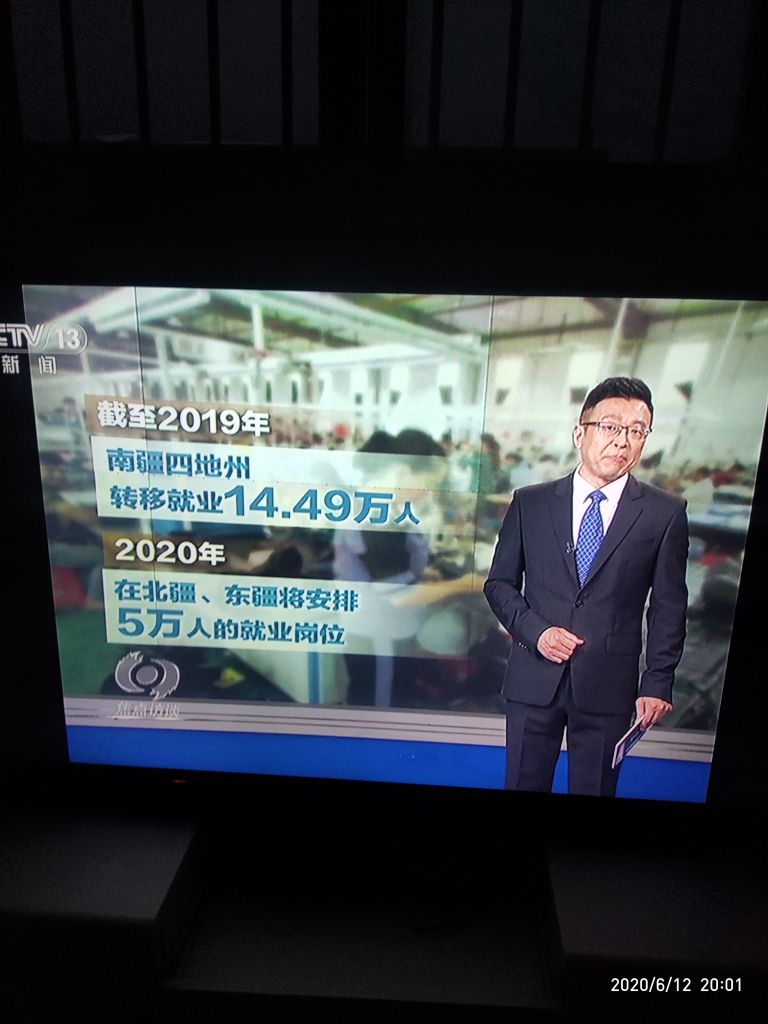 CTV 13
新闻
截至2019年
南疆四地州
转移就业14.49万人
2020年
在北疆、东疆将安排
5万人的就业岗位
焦点访谈
2020/6/12 20:01